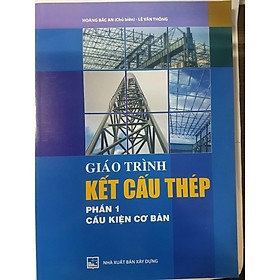 HOÀNG BẮC AN (Chủ biên) - LÊ VĂN THÔNG
GIÁO TRÌNH
KẾT CẤU THÉP
PHẦN 1
CẤU KIỆN CƠ BẢN
NHÀ XUẤT BẢN XÂY DỰNG